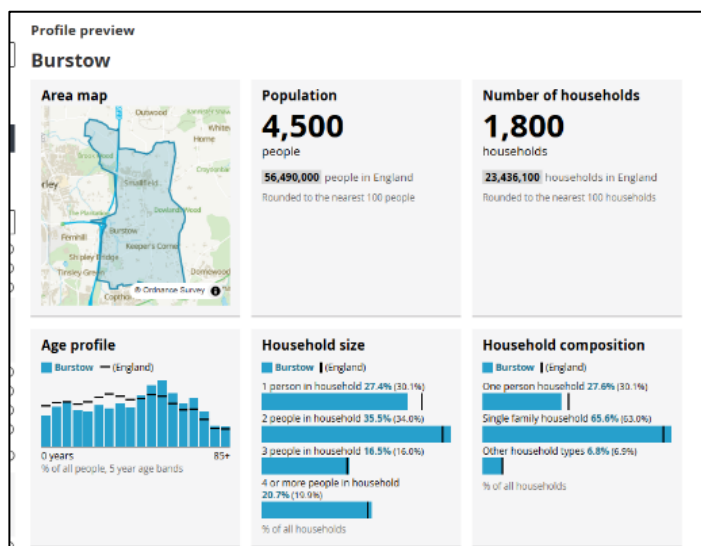 Profile preview
Burstow
Area map
Outwood
White
Home
Smallfield
Fernhill
Burstow
Keeper's Corner
Shipley Bridge
Tinsley Green
© Ordnance Survey
Population
4,500
people
56,490,000 people in England
Rounded to the nearest 100 people
Number of households
1,800
households
23,436,100 households in England
Rounded to the nearest 100 households
Age profile
Burstow (England)
0 years 85+
% of all people, 5 year age bands
Household size
Burstow (England)
1 person in household 27.4% (30.1%)
2 people in household 35.5% (34.0%)
3 people in household 16.5% (16.0%)
4 or more people in household
20.7% (19.9%)
% of all households
Household composition
Burstow (England)
One person household 27.6% (30.1%)
Single family household 65.6% (63.0%)
Other household types 6.8% (6.9%)
% of all households